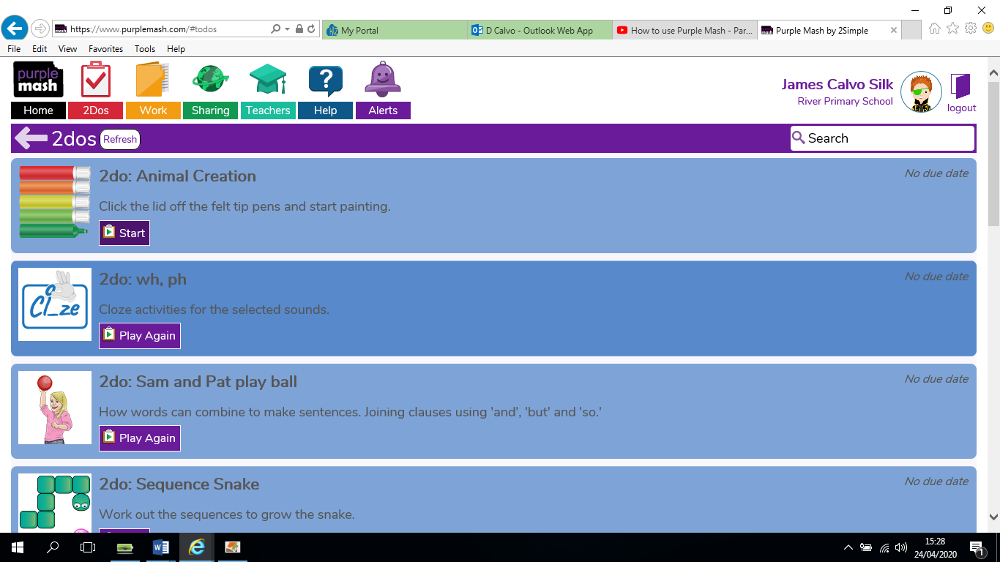 https://www.purplemash.com/#todos
My Portal
D Calvo - Outlook Web App
How to use Purple Mash - Par...
Purple Mash by 2Simple
File Edit View Favorites Tools Help
purple
mash
Home
2Dos
Work
Sharing
Teachers
Help
Alerts
James Calvo Silk
River Primary School
logout
2dos
Refresh
Search
2do: Animal Creation
No due date
Click the lid off the felt tip pens and start painting.
Start
Cl_ze
2do: wh, ph
No due date
Cloze activities for the selected sounds.
Play Again
2do: Sam and Pat play ball
No due date
How words can combine to make sentences. Joining clauses using 'and', 'but' and 'so.'
Play Again
2do: Sequence Snake
No due date
Work out the sequences to grow the snake.
15:28
24/04/2020
1